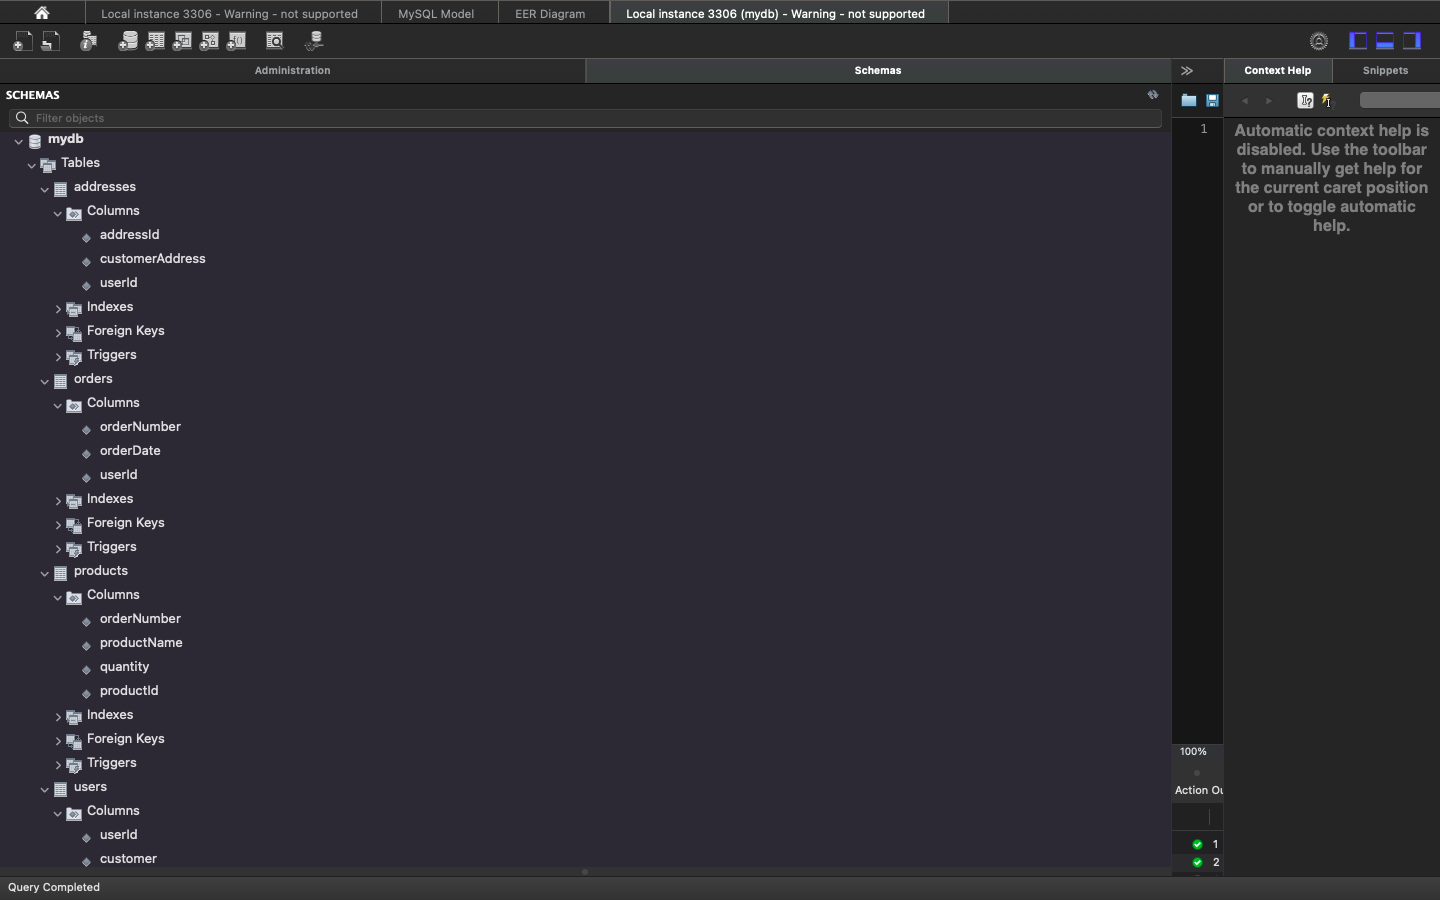 Local instance 3306 - Warning - not supported
MySQL Model
EER Diagram
Local instance 3306 (mydb) - Warning - not supported
Administration
Schemas
Context Help
Snippets
SCHEMAS
Filter objects
mydb
Tables
addresses
Columns
addressId
customerAddress
userId
Indexes
Foreign Keys
Triggers
orders
Columns
orderNumber
orderDate
userId
Indexes
Foreign Keys
Triggers
products
Columns
orderNumber
productName
quantity
productId
Indexes
Foreign Keys
Triggers
users
Columns
userId
customer
1
100%
Action Ou
1
2
Automatic context help is
disabled. Use the toolbar
to manually get help for
the current caret position
or to toggle automatic
help.
Query Completed